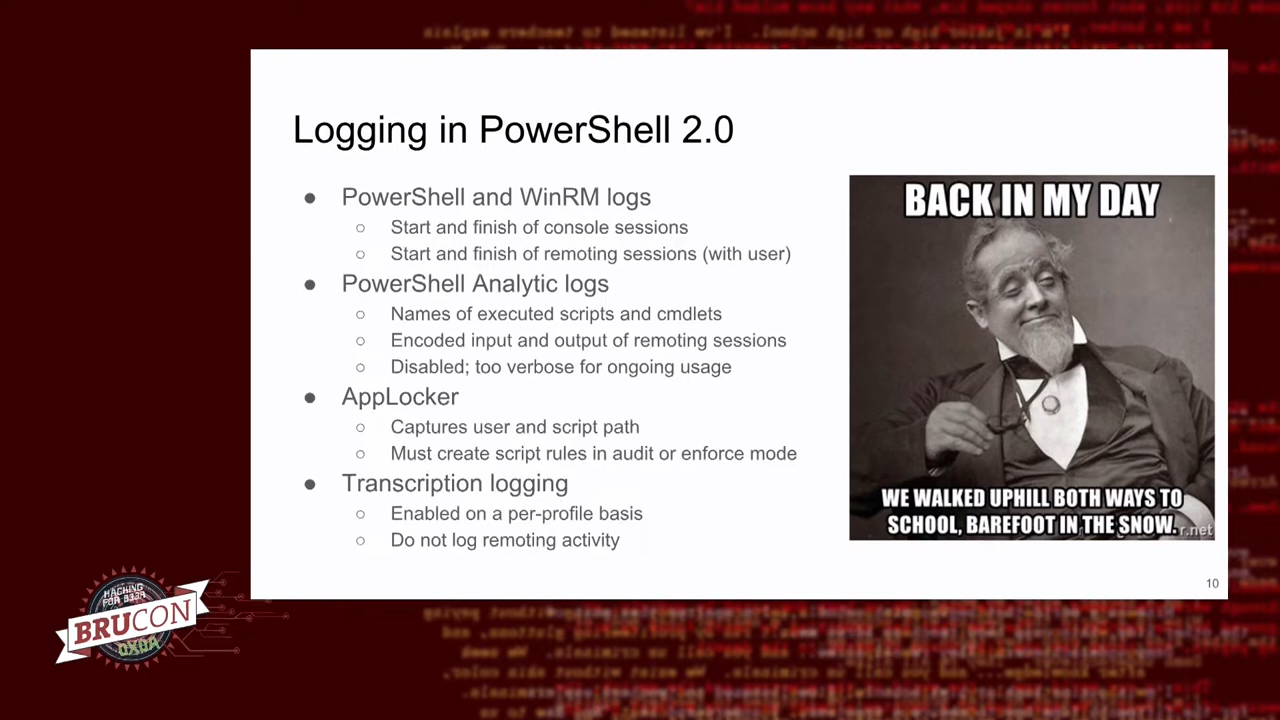 Logging in PowerShell 2.0
● PowerShell and WinRM logs
○ Start and finish of console sessions
○ Start and finish of remoting sessions (with user)
● PowerShell Analytic logs
○ Names of executed scripts and cmdlets
○ Encoded input and output of remoting sessions
○ Disabled; too verbose for ongoing usage
● AppLocker
○ Captures user and script path
○ Must create script rules in audit or enforce mode
● Transcription logging
○ Enabled on a per-profile basis
○ Do not log remoting activity
BACK IN MY DAY
WE WALKED UPHILL BOTH WAYS TO
SCHOOL, BAREFOOT IN THE SNOW.
r.net
10
HACKING
FOR B33R
BRUCON
0X0A